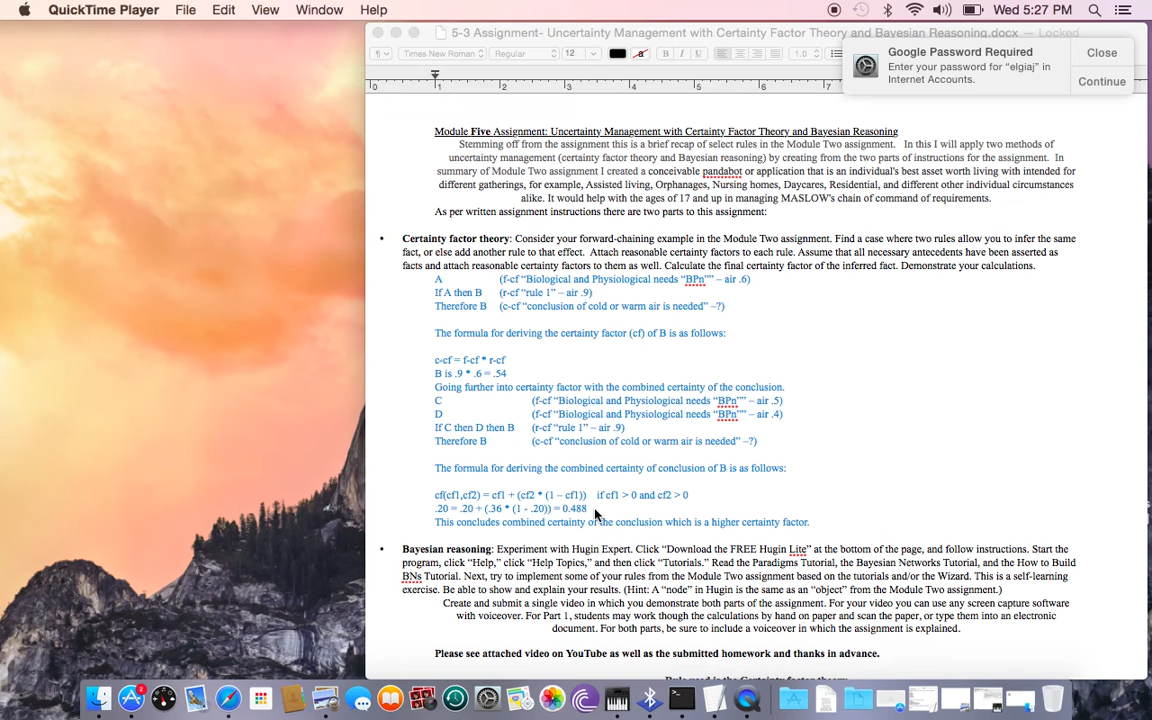 QuickTime Player File Edit View Window Help Wed 5:27 PM
5-3 Assignment- Uncertainty Management with Certainty Factor Theory and Bayesian Reasoning.docx — Locked
Google Password Required
Enter your password for "elgiaj" in
Internet Accounts.
Close
Continue
¶ Times New Roman Regular 12 a B I U 1.0
0 1 2 3 4 5 6 7
Module Five Assignment: Uncertainty Management with Certainty Factor Theory and Bayesian Reasoning
Stemming off from the assignment this is a brief recap of select rules in the Module Two assignment. In this I will apply two methods of
uncertainty management (certainty factor theory and Bayesian reasoning) by creating from the two parts of instructions for the assignment. In
summary of Module Two assignment I created a conceivable pandabot or application that is an individual's best asset worth living with intended for
different gatherings, for example, Assisted living, Orphanages, Nursing homes, Daycares, Residential, and different other individual circumstances
alike. It would help with the ages of 17 and up in managing MASLOW's chain of command of requirements.
As per written assignment instructions there are two parts to this assignment:
• Certainty factor theory: Consider your forward-chaining example in the Module Two assignment. Find a case where two rules allow you to infer the same
fact, or else add another rule to that effect. Attach reasonable certainty factors to each rule. Assume that all necessary antecedents have been asserted as
facts and attach reasonable certainty factors to them as well. Calculate the final certainty factor of the inferred fact. Demonstrate your calculations.
A (f-cf "Biological and Physiological needs "BPn"" – air .6)
If A then B (r-cf "rule 1" – air .9)
Therefore B (c-cf "conclusion of cold or warm air is needed" –?)
The formula for deriving the certainty factor (cf) of B is as follows:
c-cf = f-cf * r-cf
B is .9 * .6 = .54
Going further into certainty factor with the combined certainty of the conclusion.
C (f-cf "Biological and Physiological needs "BPn"" – air .5)
D (f-cf "Biological and Physiological needs "BPn"" – air .4)
If C then D then B (r-cf "rule 1" – air .9)
Therefore B (c-cf "conclusion of cold or warm air is needed" –?)
The formula for deriving the combined certainty of conclusion of B is as follows:
cf(cf1,cf2) = cf1 + (cf2 * (1 – cf1)) if cf1 > 0 and cf2 > 0
.20 = .20 + (.36 * (1 - .20)) = 0.488
This concludes combined certainty of the conclusion which is a higher certainty factor.
• Bayesian reasoning: Experiment with Hugin Expert. Click "Download the FREE Hugin Lite" at the bottom of the page, and follow instructions. Start the
program, click "Help," click "Help Topics," and then click "Tutorials." Read the Paradigms Tutorial, the Bayesian Networks Tutorial, and the How to Build
BNs Tutorial. Next, try to implement some of your rules from the Module Two assignment based on the tutorials and/or the Wizard. This is a self-learning
exercise. Be able to show and explain your results. (Hint: A "node" in Hugin is the same as an "object" from the Module Two assignment.)
Create and submit a single video in which you demonstrate both parts of the assignment. For your video you can use any screen capture software
with voiceover. For Part 1, students may work though the calculations by hand on paper and scan the paper, or type them into an electronic
document. For both parts, be sure to include a voiceover in which the assignment is explained.
Please see attached video on YouTube as well as the submitted homework and thanks in advance.
Rule used in the Certainty factor theory:
2